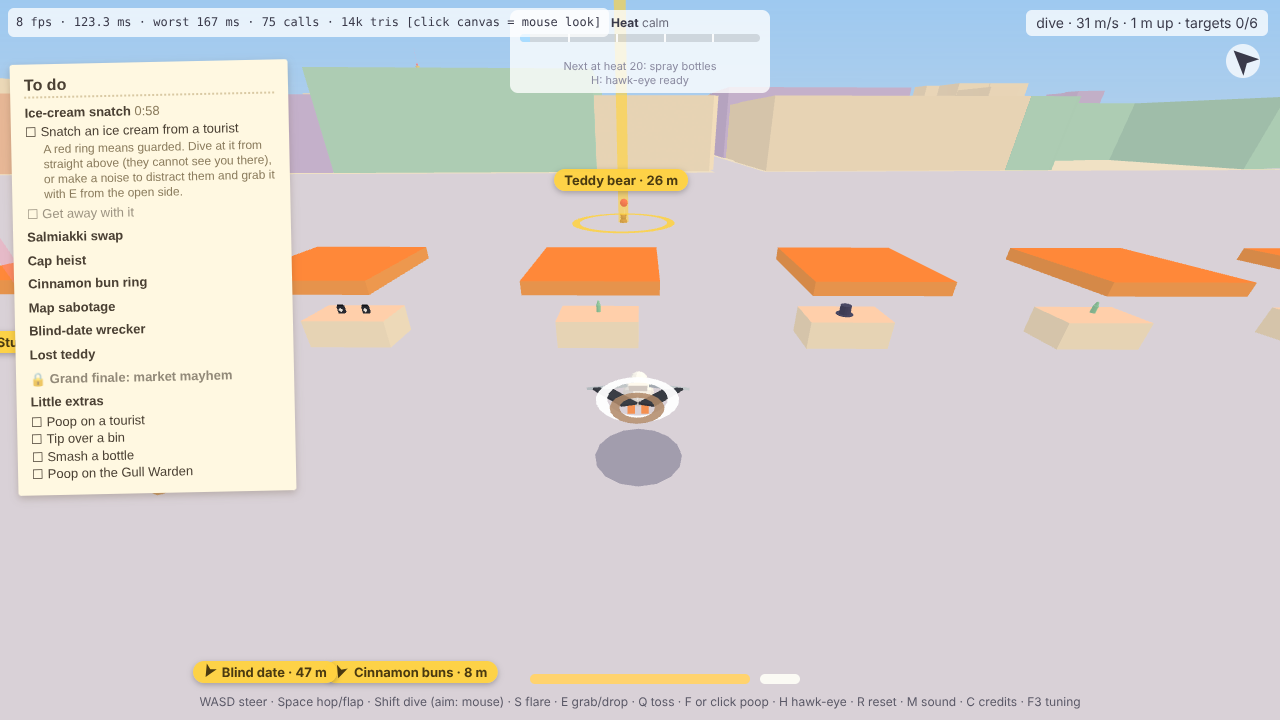 8 fps · 123.3 ms · worst 167 ms · 75 calls · 14k tris [click canvas = mouse look]
Heat calm
Next at heat 20: spray bottles
H: hawk-eye ready
dive · 31 m/s · 1 m up · targets 0/6
To do
Ice-cream snatch 0:58
☐ Snatch an ice cream from a tourist
A red ring means guarded. Dive at it from
straight above (they cannot see you there),
or make a noise to distract them and grab it
with E from the open side.
☐ Get away with it
Salmiakki swap
Cap heist
Cinnamon bun ring
Map sabotage
Blind-date wrecker
Lost teddy
🔒 Grand finale: market mayhem
Little extras
☐ Poop on a tourist
☐ Tip over a bin
☐ Smash a bottle
☐ Poop on the Gull Warden
Teddy bear · 26 m
Blind date · 47 m
Cinnamon buns · 8 m
WASD steer · Space hop/flap · Shift dive (aim: mouse) · S flare · E grab/drop · Q toss · F or click poop · H hawk-eye · R reset · M sound · C credits · F3 tuning